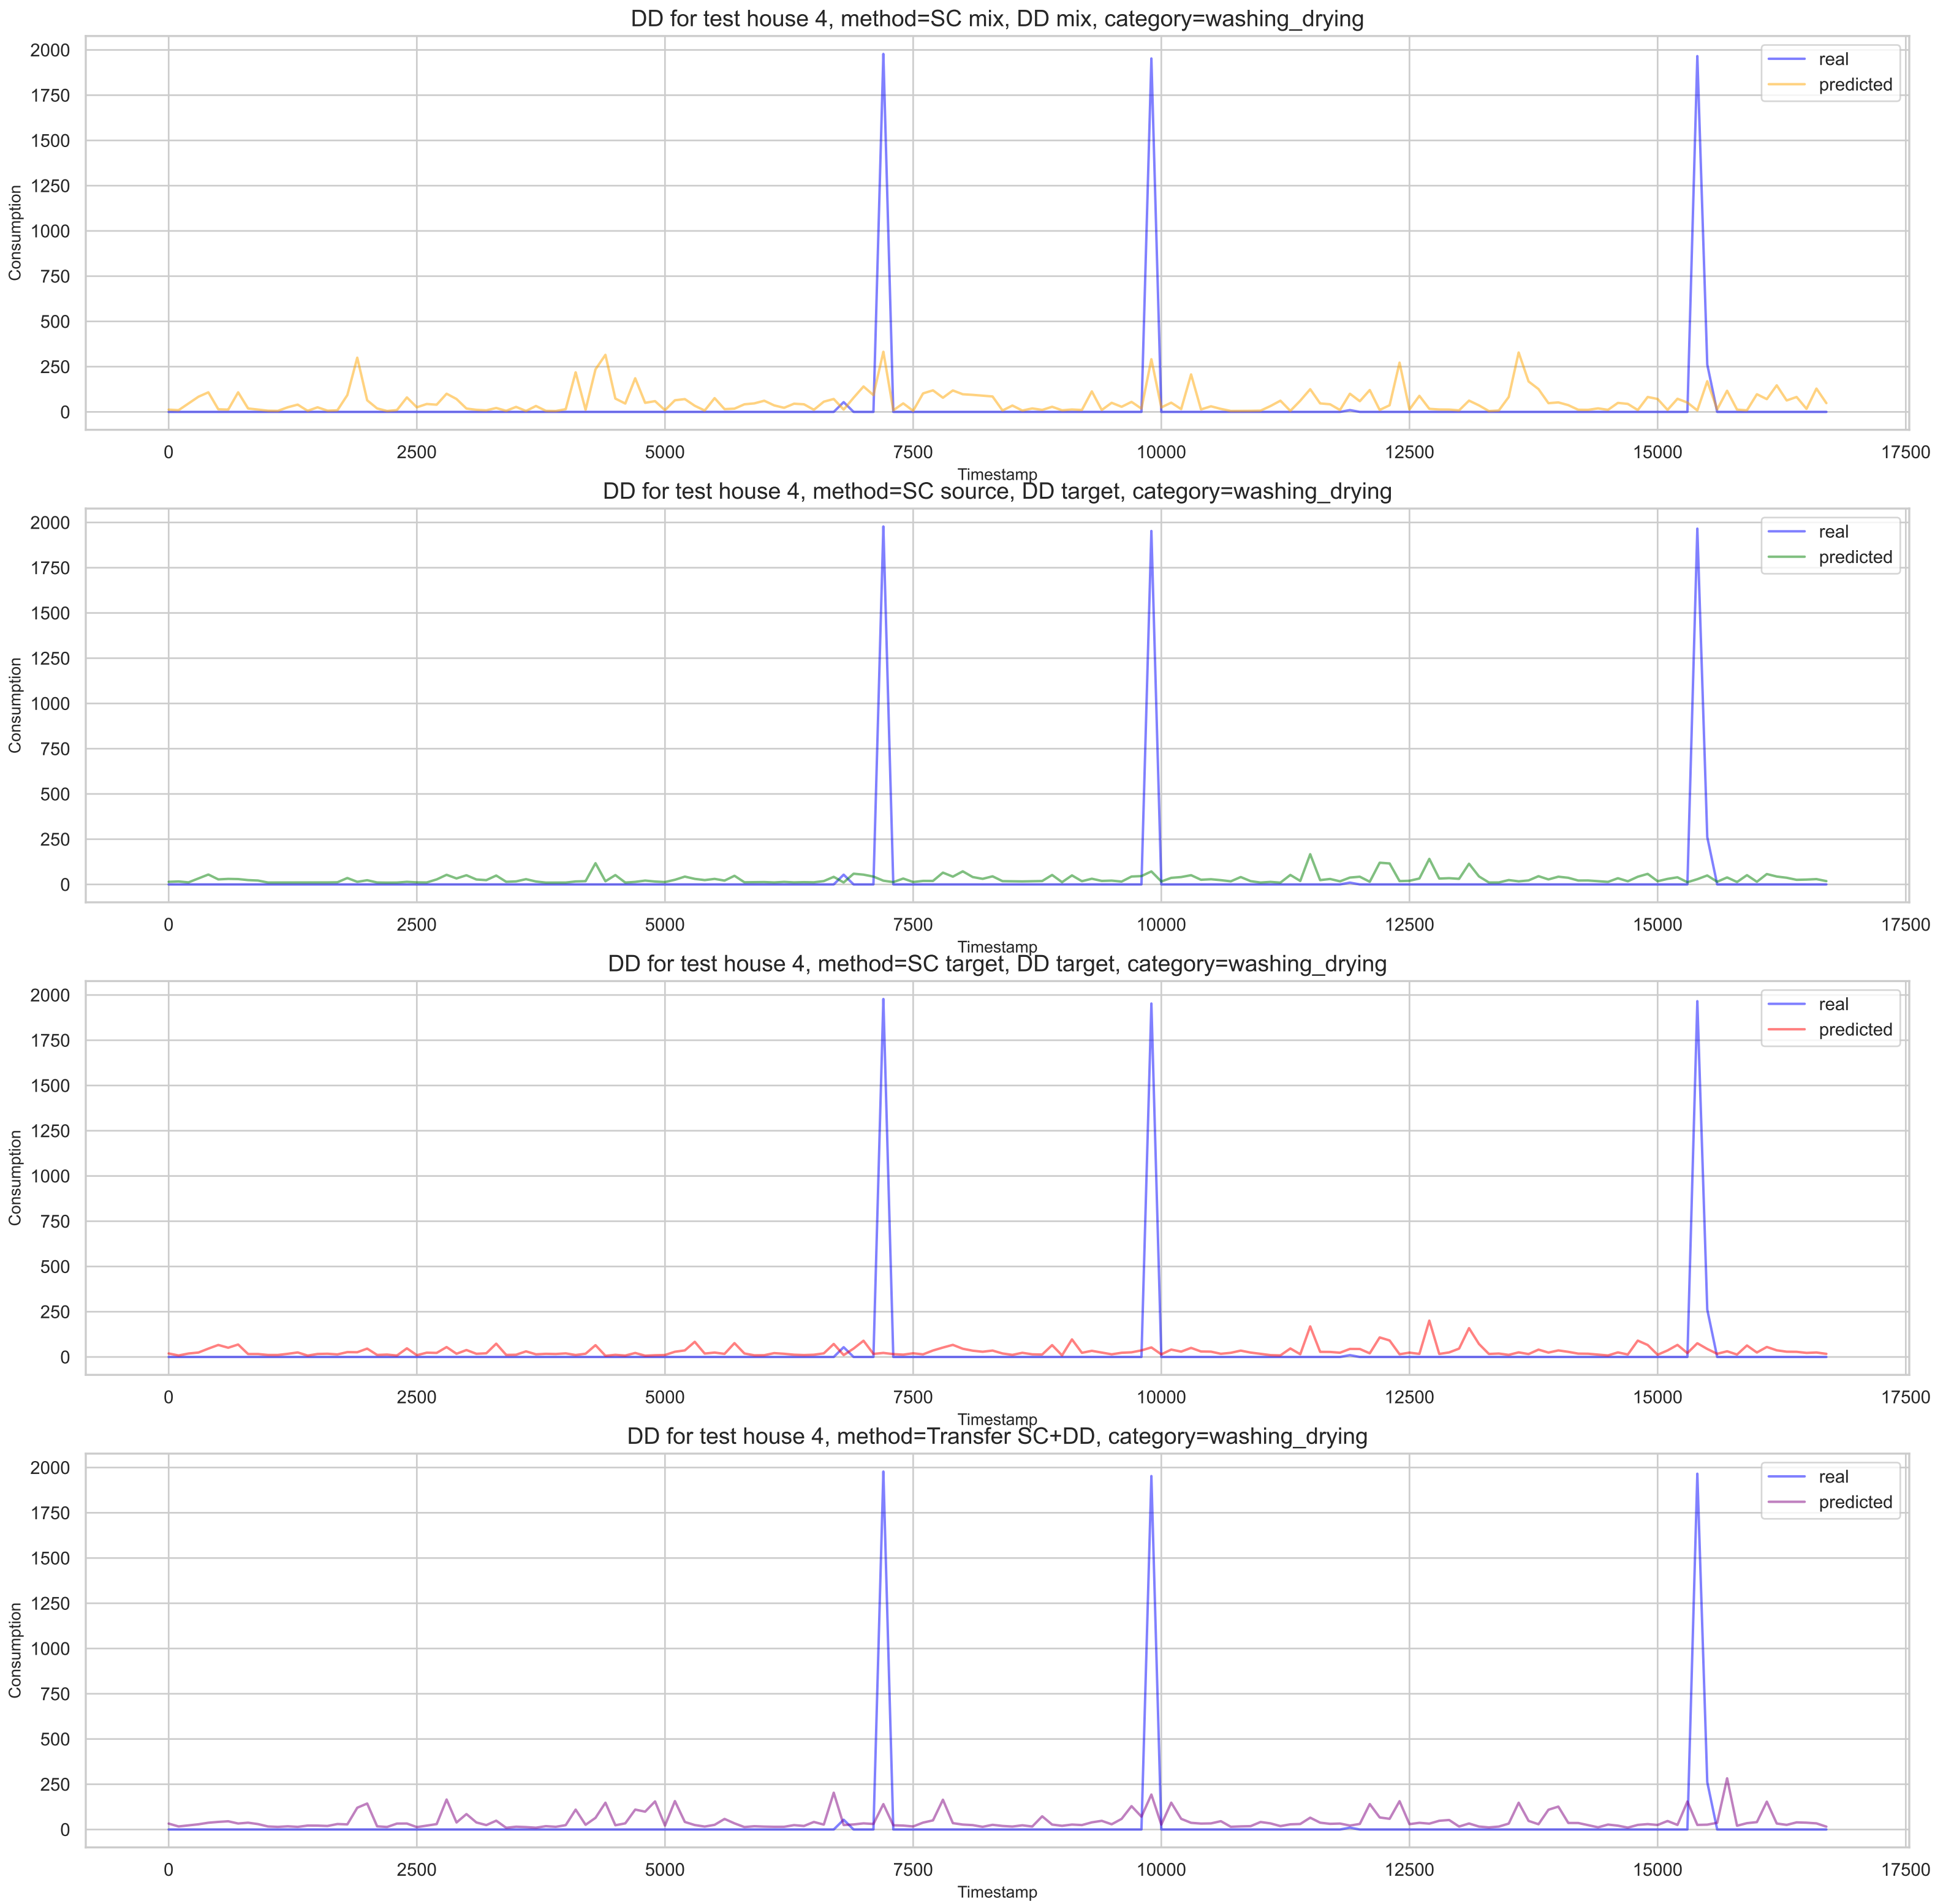 DD for test house 4, method=SC mix, DD mix, category=washing_drying
2000
1750
1500
1250
1000
750
500
250
0
Consumption
real
predicted
0 2500 5000 7500 10000 12500 15000 17500
Timestamp
DD for test house 4, method=SC source, DD target, category=washing_drying
2000
1750
1500
1250
1000
750
500
250
0
Consumption
real
predicted
0 2500 5000 7500 10000 12500 15000 17500
Timestamp
DD for test house 4, method=SC target, DD target, category=washing_drying
2000
1750
1500
1250
1000
750
500
250
0
Consumption
real
predicted
0 2500 5000 7500 10000 12500 15000 17500
Timestamp
DD for test house 4, method=Transfer SC+DD, category=washing_drying
2000
1750
1500
1250
1000
750
500
250
0
Consumption
real
predicted
0 2500 5000 7500 10000 12500 15000 17500
Timestamp